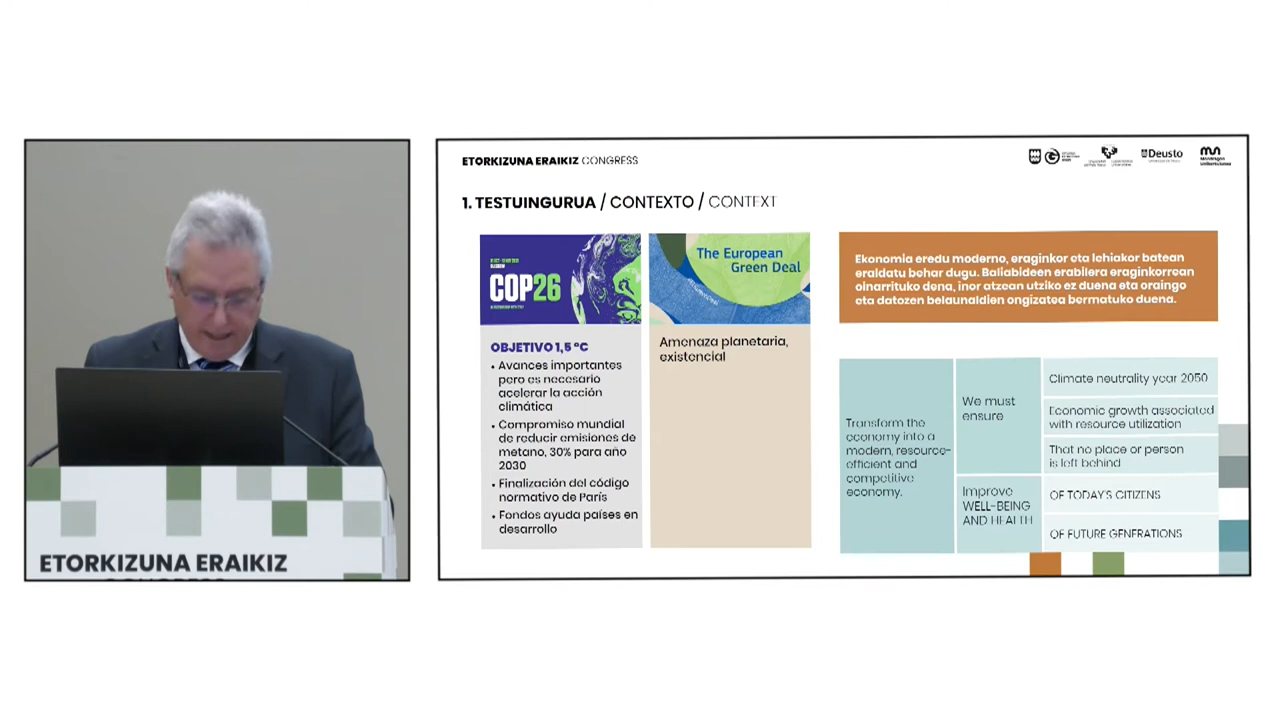 ETORKIZUNA ERAIKIZ
ETORKIZUNA ERAIKIZ CONGRESS
Deusto
Mondragon
Unibertsitatea
1. TESTUINGURUA / CONTEXTO / CONTEXT
COP26
OBJETIVO 1,5 ºC
• Avances importantes
pero es necesario
acelerar la acción
climática
• Compromiso mundial
de reducir emisiones de
metano, 30% para año
2030
• Finalización del código
normativo de París
• Fondos ayuda países en
desarrollo
The European
Green Deal
Amenaza planetaria,
existencial
Ekonomia eredu moderno, eraginkor eta lehiakor batean
eraldatu behar dugu. Baliabideen erabilera eraginkorrean
oinarrituko dena, inor atzean utziko ez duena eta oraingo
eta datozen belaunaldien ongizatea bermatuko duena.
Transform the
economy into a
modern, resource-
efficient and
competitive
economy.
We must
ensure
Climate neutrality year 2050
Economic growth associated
with resource utilization
That no place or person
is left behind
Improve
WELL-BEING
AND HEALTH
OF TODAY'S CITIZENS
OF FUTURE GENERATIONS